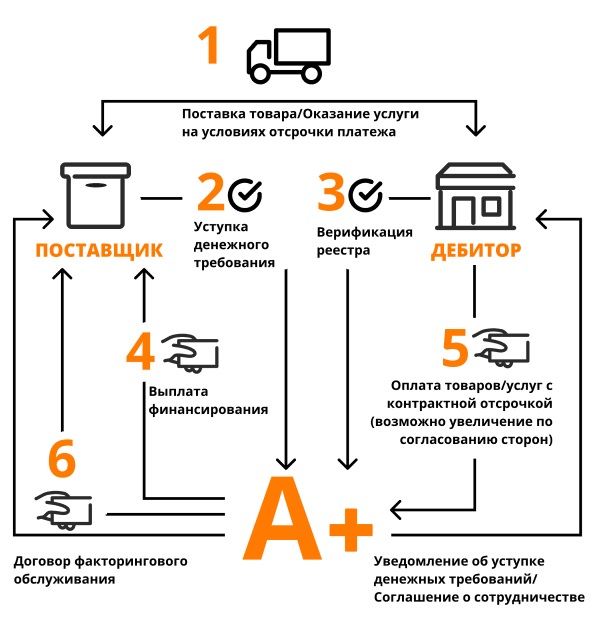 1
Поставка товара/Оказание услуги
на условиях отсрочки платежа
2
Уступка
денежного
требования
3
Верификация
реестра
ПОСТАВЩИК
ДЕБИТОР
4
Выплата
финансирования
5
Оплата товаров/услуг с
контрактной отсрочкой
(возможно увеличение по
согласованию сторон)
6
А+
Договор факторингового
обслуживания
Уведомление об уступке
денежных требований/
Соглашение о сотрудничестве